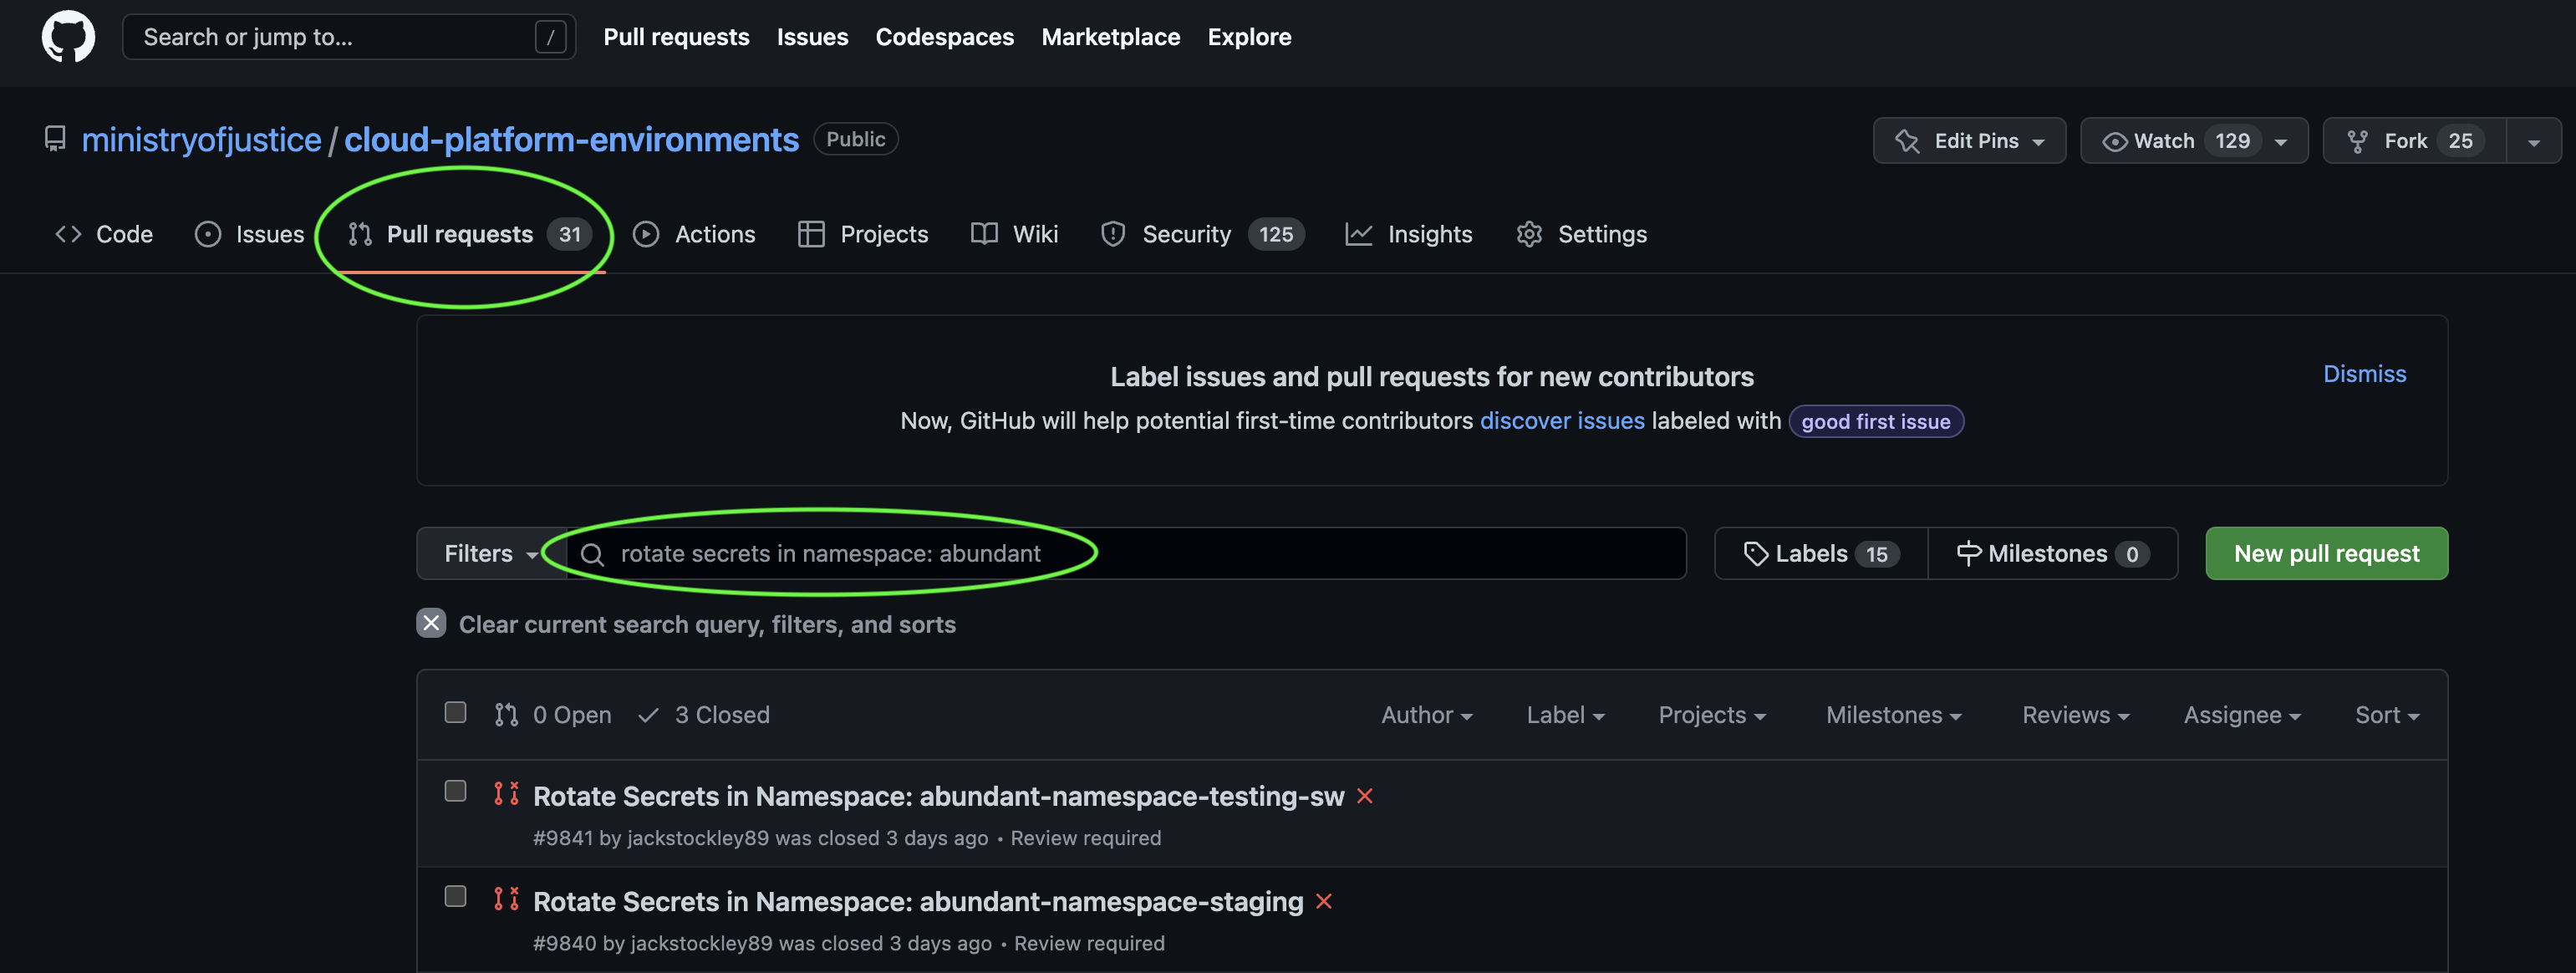 Search or jump to... / Pull requests Issues Codespaces Marketplace Explore
ministryofjustice / cloud-platform-environments Public Edit Pins Watch 129 Fork 25
Code Issues Pull requests 31 Actions Projects Wiki Security 125 Insights Settings
Label issues and pull requests for new contributors
Dismiss
Now, GitHub will help potential first-time contributors discover issues labeled with good first issue
Filters rotate secrets in namespace: abundant Labels 15 Milestones 0 New pull request
Clear current search query, filters, and sorts
0 Open 3 Closed Author Label Projects Milestones Reviews Assignee Sort
Rotate Secrets in Namespace: abundant-namespace-testing-sw
#9841 by jackstockley89 was closed 3 days ago • Review required
Rotate Secrets in Namespace: abundant-namespace-staging
#9840 by jackstockley89 was closed 3 days ago • Review required